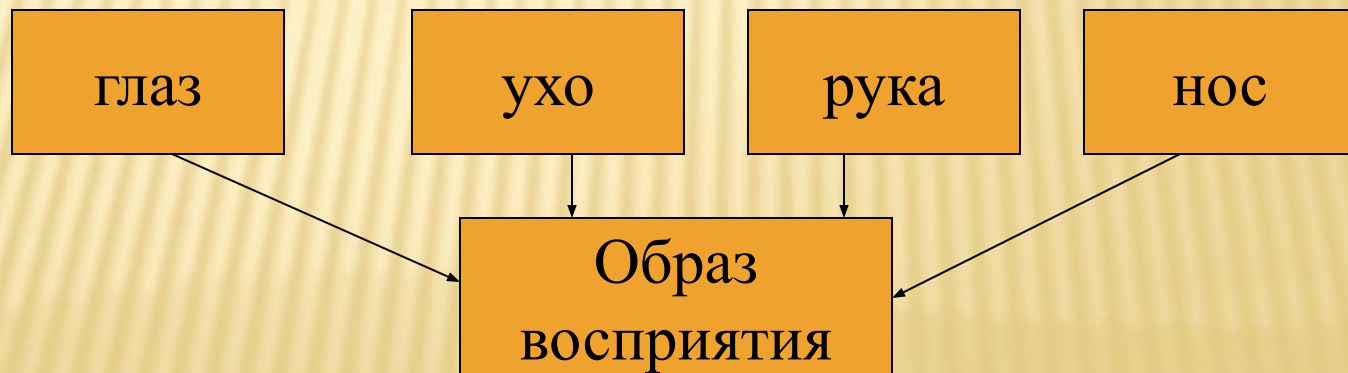 глаз
ухо
рука
нос
Образ
восприятия